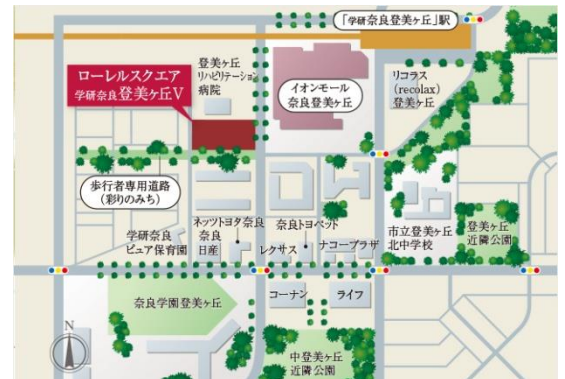 「学研奈良登美ヶ丘」駅
ローレルスクエア
学研奈良登美ヶ丘V
登美ヶ丘
リハビリテーション
病院
イオンモール
奈良登美ヶ丘
リコラス
(recolax)
登美ヶ丘
歩行者専用道路
(彩りのみち)
学研奈良
ピュア保育園
ネッツトヨタ奈良
奈良
日産
奈良トヨペット
レクサス
ナコープラザ
市立登美ヶ丘
北中学校
登美ヶ丘
近隣公園
奈良学園登美ヶ丘
コーナン
ライフ
中登美ヶ丘
近隣公園
N